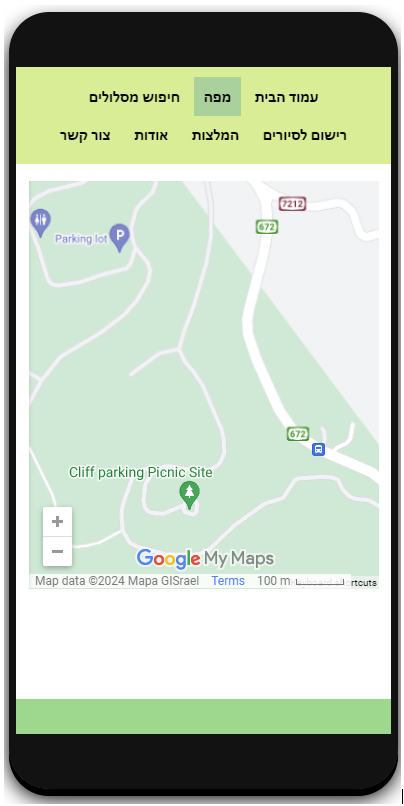 עמוד הבית מפה חיפוש מסלולים
רישום לסיורים המלצות אודות צור קשר
7212
672
Parking lot P
672
Cliff parking Picnic Site
+
−
Google My Maps
Map data ©2024 Mapa GISrael Terms 100 m rtcuts